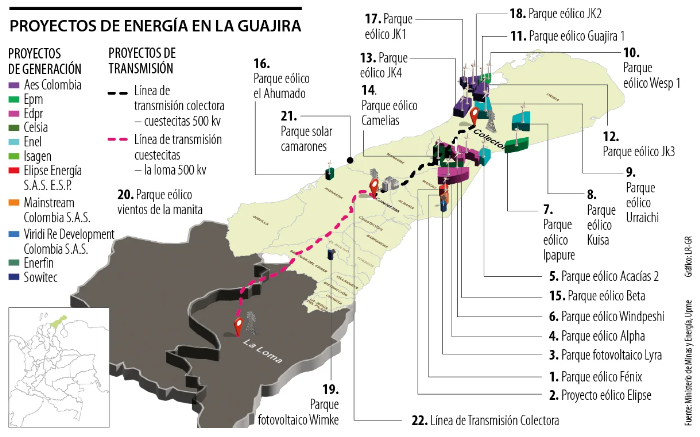 PROYECTOS DE ENERGÍA EN LA GUAJIRA
PROYECTOS
DE GENERACIÓN
Aes Colombia
Epm
Edpr
Celsia
Enel
Isagen
Elipse Energía
S.A.S. E.S.P.
Mainstream
Colombia S.A.S.
Viridi Re Development
Colombia S.A.S.
Enerfin
Sowitec
PROYECTOS DE
TRANSMISIÓN
Línea de
transmisión colectora
– cuestecitas 500 kv
Línea de transmisión
cuestecitas
– la loma 500 kv
17. Parque
eólico JK1
18. Parque eólico JK2
11. Parque eólico Guajira 1
10.
Parque
eólico Wesp 1
13. Parque
eólico JK4
16.
Parque eólico
el Ahumado
14.
Parque eólico
Camelias
21.
Parque solar
camarones
12.
Parque eólico Jk3
20. Parque eólico
vientos de la manita
9.
Parque
eólico
Urraichi
8.
Parque
eólico
Kuisa
7.
Parque
eólico
Ipapure
5. Parque eólico Acacías 2
15. Parque eólico Beta
6. Parque eólico Windpeshi
4. Parque eólico Alpha
3. Parque fotovoltaico Lyra
1. Parque eólico Fénix
2. Proyecto eólico Elipse
19.
Parque
fotovoltaico Wimke
22. Línea de Transmisión Colectora
Colectora
La Loma
Fuente: Ministerio de Minas y Energía, Upme
Gráfico: LR-GR